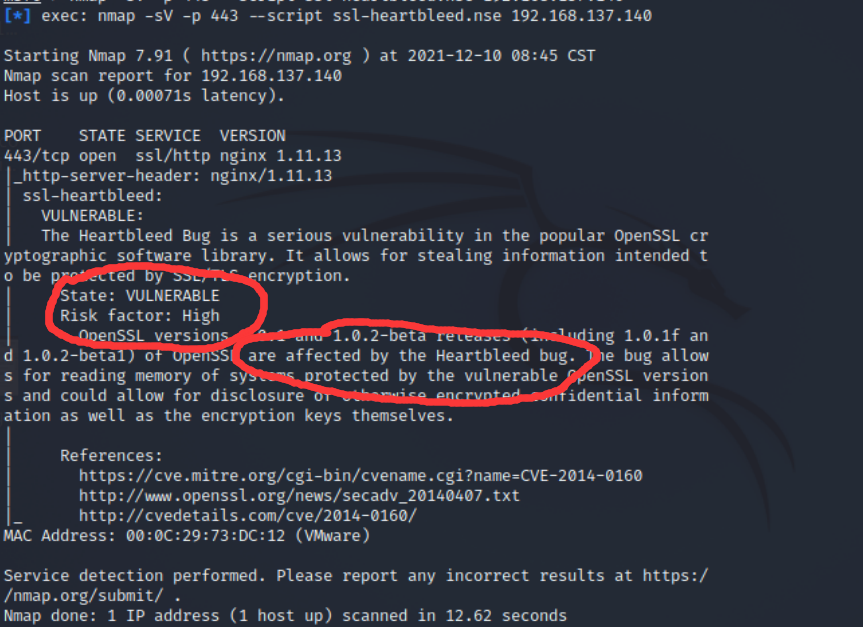 [*] exec: nmap -sV -p 443 --script ssl-heartbleed.nse 192.168.137.140
Starting Nmap 7.91 ( https://nmap.org ) at 2021-12-10 08:45 CST
Nmap scan report for 192.168.137.140
Host is up (0.00071s latency).
PORT    STATE SERVICE  VERSION
443/tcp open  ssl/http nginx 1.11.13
|_http-server-header: nginx/1.11.13
| ssl-heartbleed:
|   VULNERABLE:
|   The Heartbleed Bug is a serious vulnerability in the popular OpenSSL cr
yptographic software library. It allows for stealing information intended t
o be protected by SSL/TLS encryption.
|     State: VULNERABLE
|     Risk factor: High
|       OpenSSL versions 1.0.1 and 1.0.2-beta releases (including 1.0.1f an
d 1.0.2-beta1) of OpenSSL are affected by the Heartbleed bug. The bug allow
s for reading memory of systems protected by the vulnerable OpenSSL version
s and could allow for disclosure of otherwise encrypted confidential inform
ation as well as the encryption keys themselves.
|
|     References:
|       https://cve.mitre.org/cgi-bin/cvename.cgi?name=CVE-2014-0160
|       http://www.openssl.org/news/secadv_20140407.txt
|_      http://cvedetails.com/cve/2014-0160/
MAC Address: 00:0C:29:73:DC:12 (VMware)
Service detection performed. Please report any incorrect results at https:/
/nmap.org/submit/ .
Nmap done: 1 IP address (1 host up) scanned in 12.62 seconds